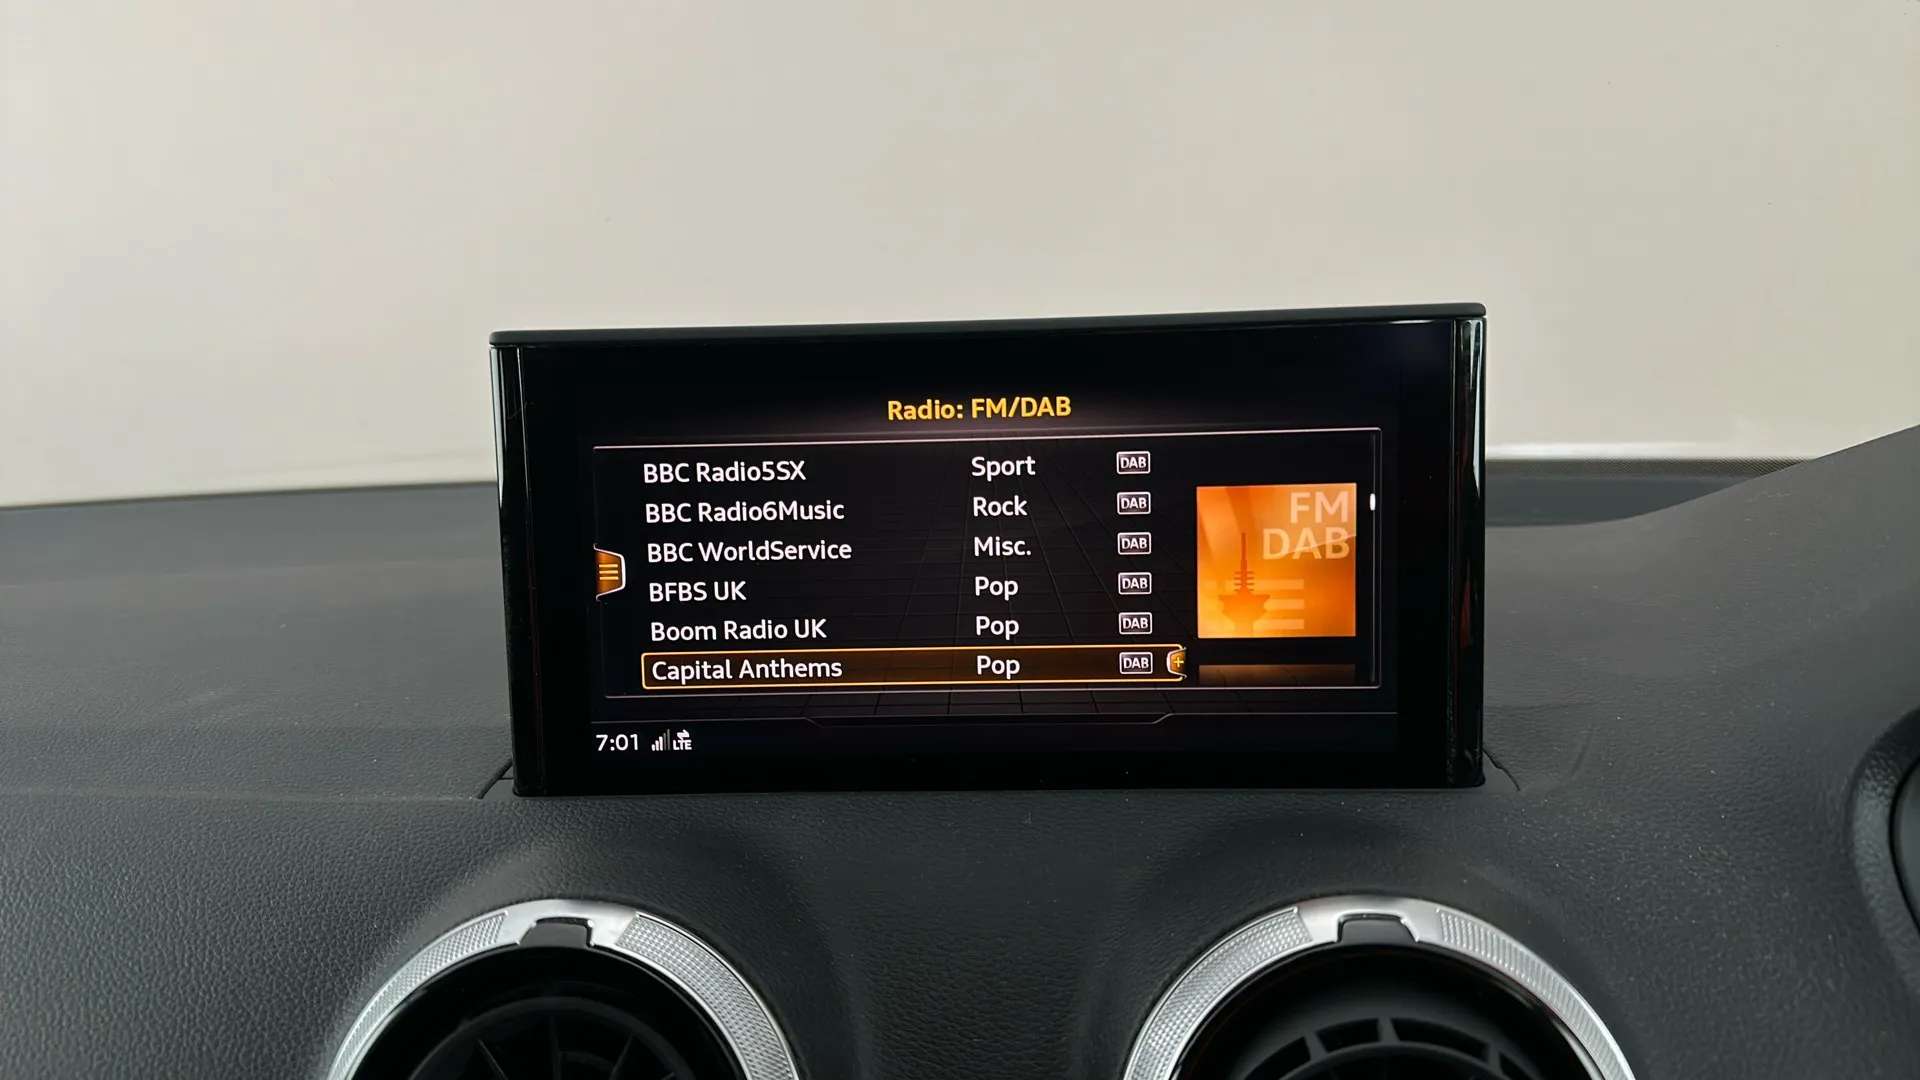 Radio: FM/DAB
BBC Radio5SX Sport DAB
BBC Radio6Music Rock DAB
BBC WorldService Misc. DAB
BFBS UK Pop DAB
Boom Radio UK Pop DAB
Capital Anthems Pop DAB
FM
DAB
7:01 LTE